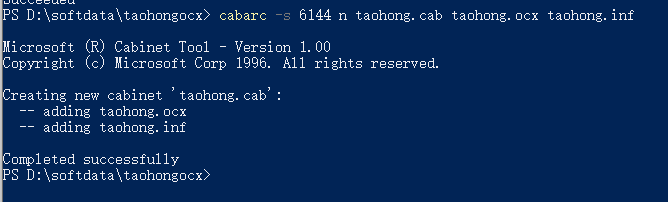 Succeeded
PS D:\softdata\taohongocx> cabarc -s 6144 n taohong.cab taohong.ocx taohong.inf
Microsoft (R) Cabinet Tool - Version 1.00
Copyright (c) Microsoft Corp 1996. All rights reserved.
Creating new cabinet 'taohong.cab':
-- adding taohong.ocx
-- adding taohong.inf
Completed successfully
PS D:\softdata\taohongocx>